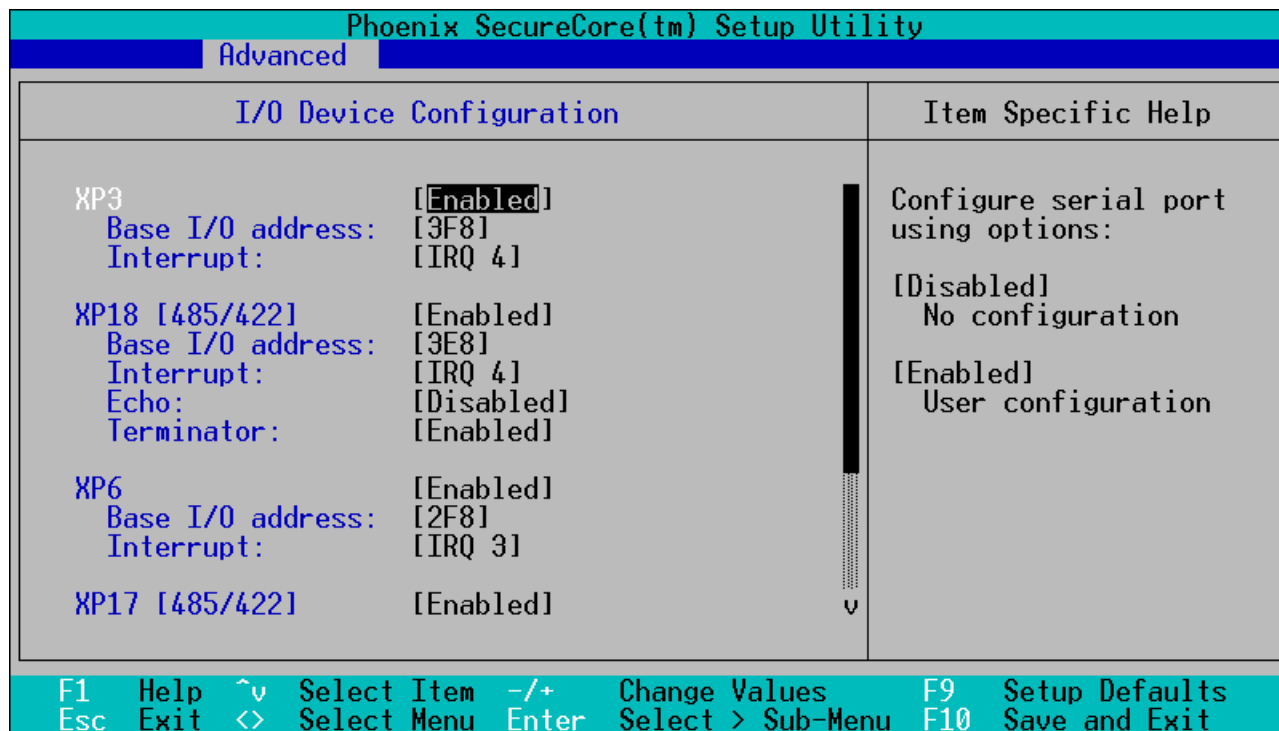 Phoenix SecureCore(tm) Setup Utility
Advanced
I/O Device Configuration
Item Specific Help
XP3 [Enabled]
Base I/O address: [3F8]
Interrupt: [IRQ 4]
XP18 [485/422] [Enabled]
Base I/O address: [3E8]
Interrupt: [IRQ 4]
Echo: [Disabled]
Terminator: [Enabled]
XP6 [Enabled]
Base I/O address: [2F8]
Interrupt: [IRQ 3]
XP17 [485/422] [Enabled]
v
Configure serial port
using options:
[Disabled]
No configuration
[Enabled]
User configuration
F1 Help ^v Select Item -/+ Change Values F9 Setup Defaults
Esc Exit <> Select Menu Enter Select > Sub-Menu F10 Save and Exit